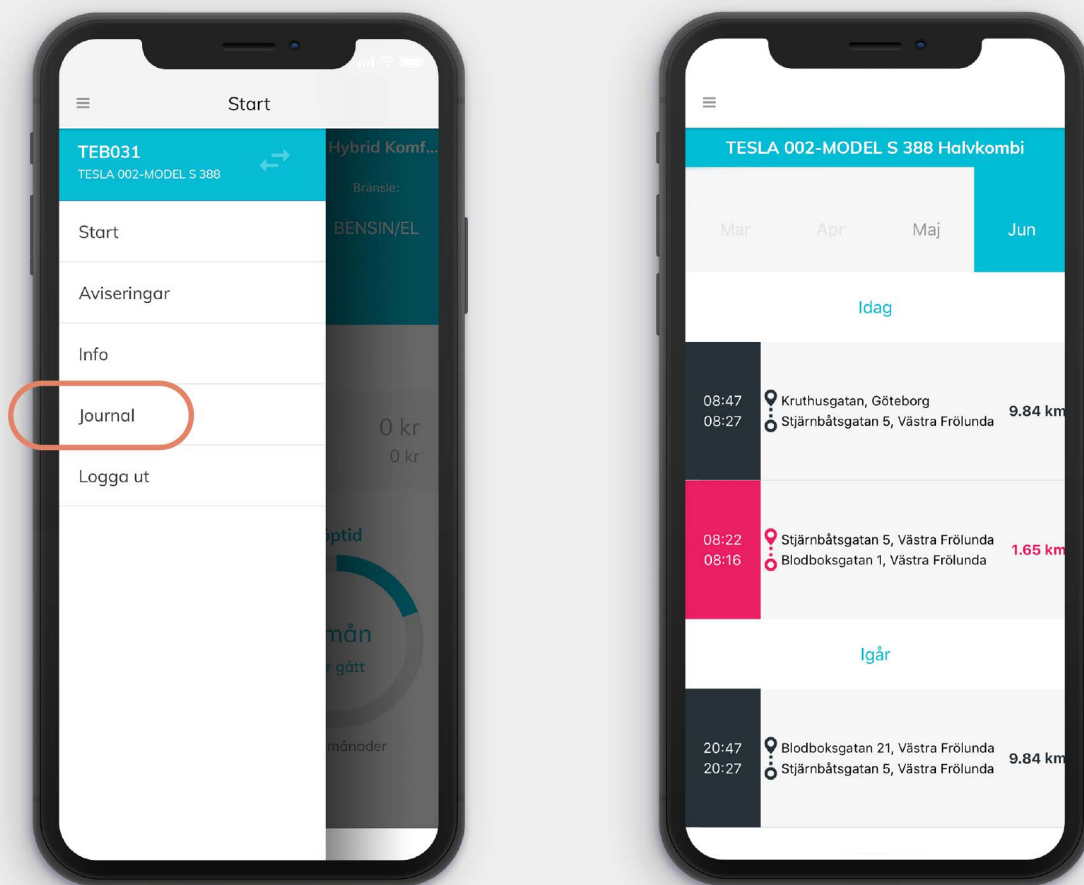 Start
TEB031
TESLA 002-MODEL S 388
Hybrid Komf...
Bränsle:
BENSIN/EL
Start
Aviseringar
Info
Journal
Logga ut
0 kr
0 kr
mån
gått
månader
TESLA 002-MODEL S 388 Halvkombi
Mar Apr Maj Jun
Idag
08:47 Kruthusgatan, Göteborg
08:27 Stjärnbåtsgatan 5, Västra Frölunda
9.84 km
08:22 Stjärnbåtsgatan 5, Västra Frölunda
08:16 Blodboksgatan 1, Västra Frölunda
1.65 km
Igår
20:47 Blodboksgatan 21, Västra Frölunda
20:27 Stjärnbåtsgatan 5, Västra Frölunda
9.84 km